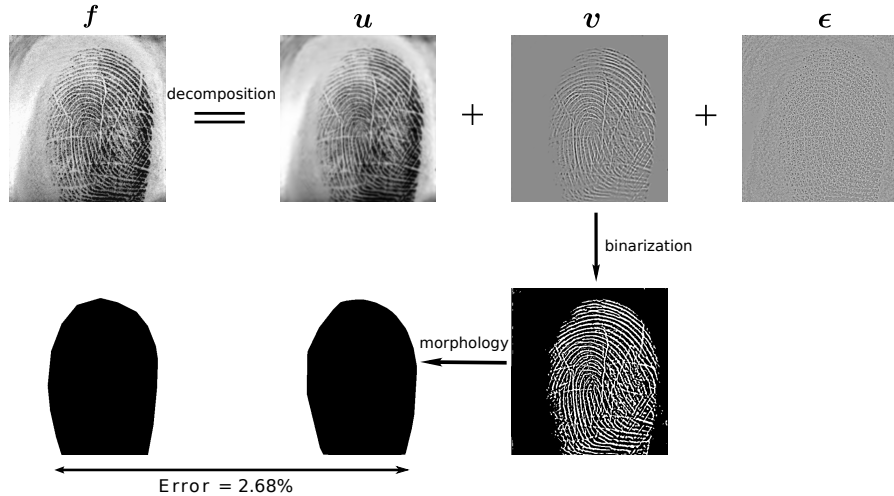 f u v ϵ
decomposition
= + +
binarization
morphology
Error = 2.68%